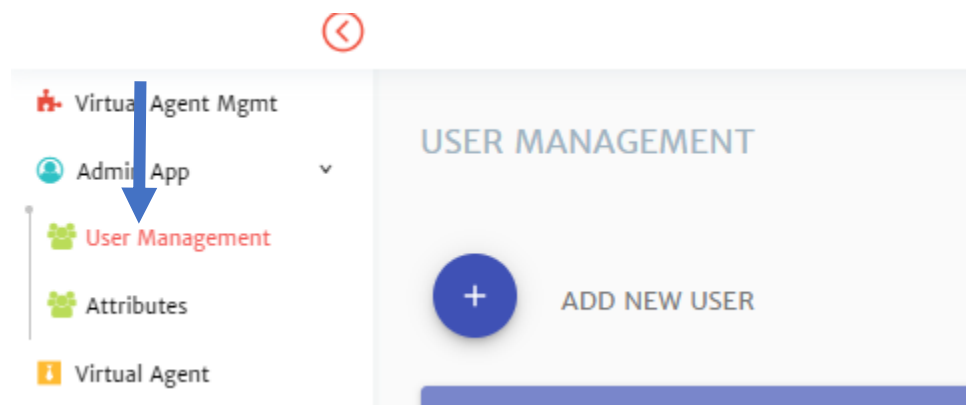 Virtual Agent Mgmt
Admin App
User Management
Attributes
Virtual Agent
USER MANAGEMENT
ADD NEW USER